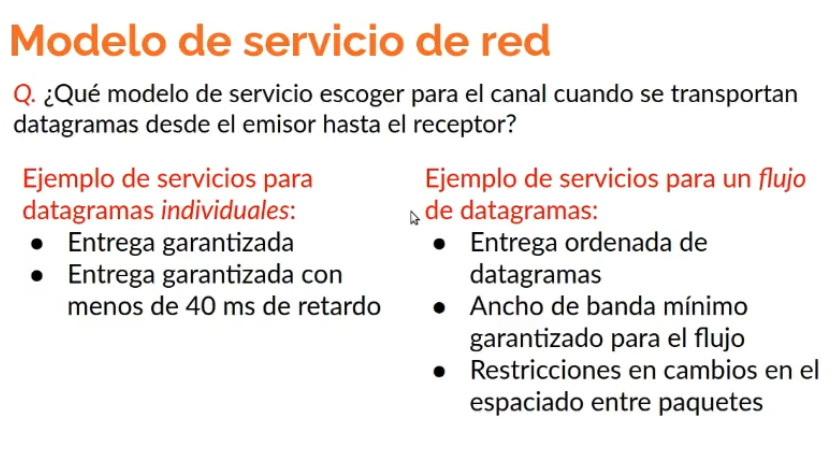 Modelo de servicio de red
Q. ¿Qué modelo de servicio escoger para el canal cuando se transportan
datagramas desde el emisor hasta el receptor?
Ejemplo de servicios para
datagramas individuales:
● Entrega garantizada
● Entrega garantizada con
menos de 40 ms de retardo
Ejemplo de servicios para un flujo
de datagramas:
● Entrega ordenada de
datagramas
● Ancho de banda mínimo
garantizado para el flujo
● Restricciones en cambios en el
espaciado entre paquetes